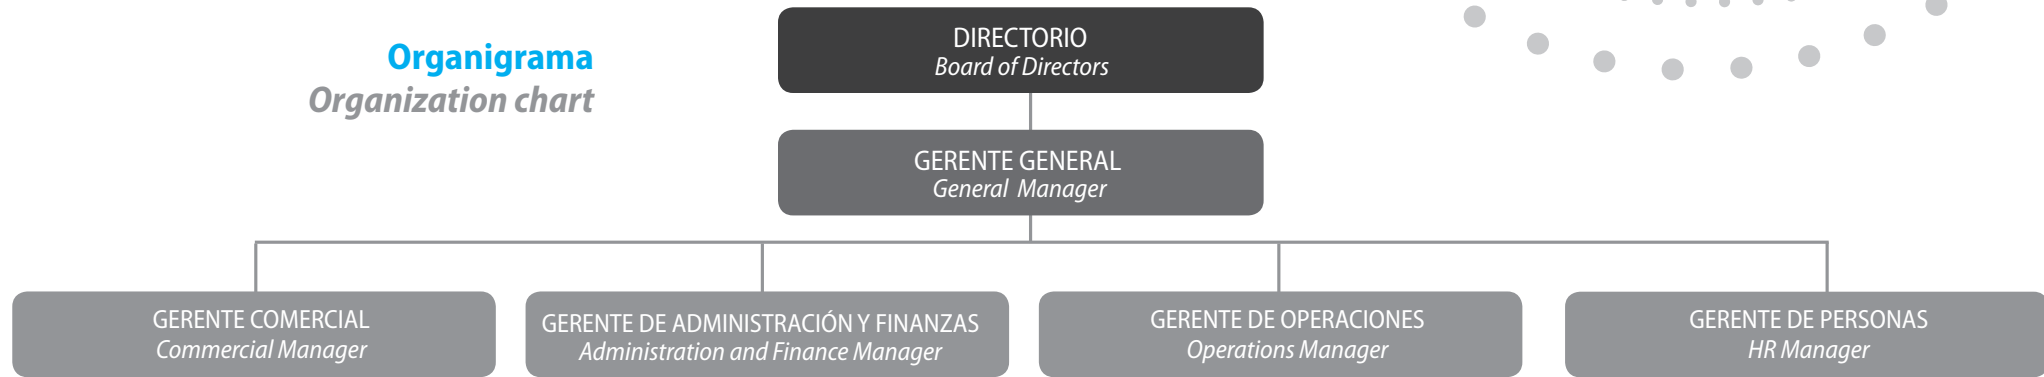 Organigrama
Organization chart
DIRECTORIO
Board of Directors
GERENTE GENERAL
General Manager
GERENTE COMERCIAL
Commercial Manager
GERENTE DE ADMINISTRACIÓN Y FINANZAS
Administration and Finance Manager
GERENTE DE OPERACIONES
Operations Manager
GERENTE DE PERSONAS
HR Manager